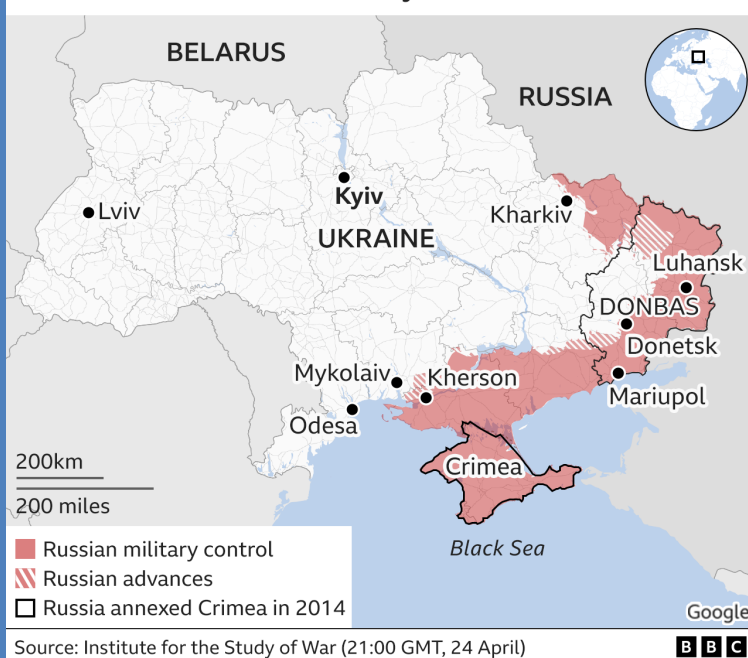 BELARUS
RUSSIA
Kyiv
Lviv
Kharkiv
UKRAINE
Luhansk
DONBAS
Donetsk
Mykolaiv
Kherson
Mariupol
Odesa
200km
200 miles
Crimea
Black Sea
Russian military control
Russian advances
Russia annexed Crimea in 2014
Google
Source: Institute for the Study of War (21:00 GMT, 24 April)
BBC